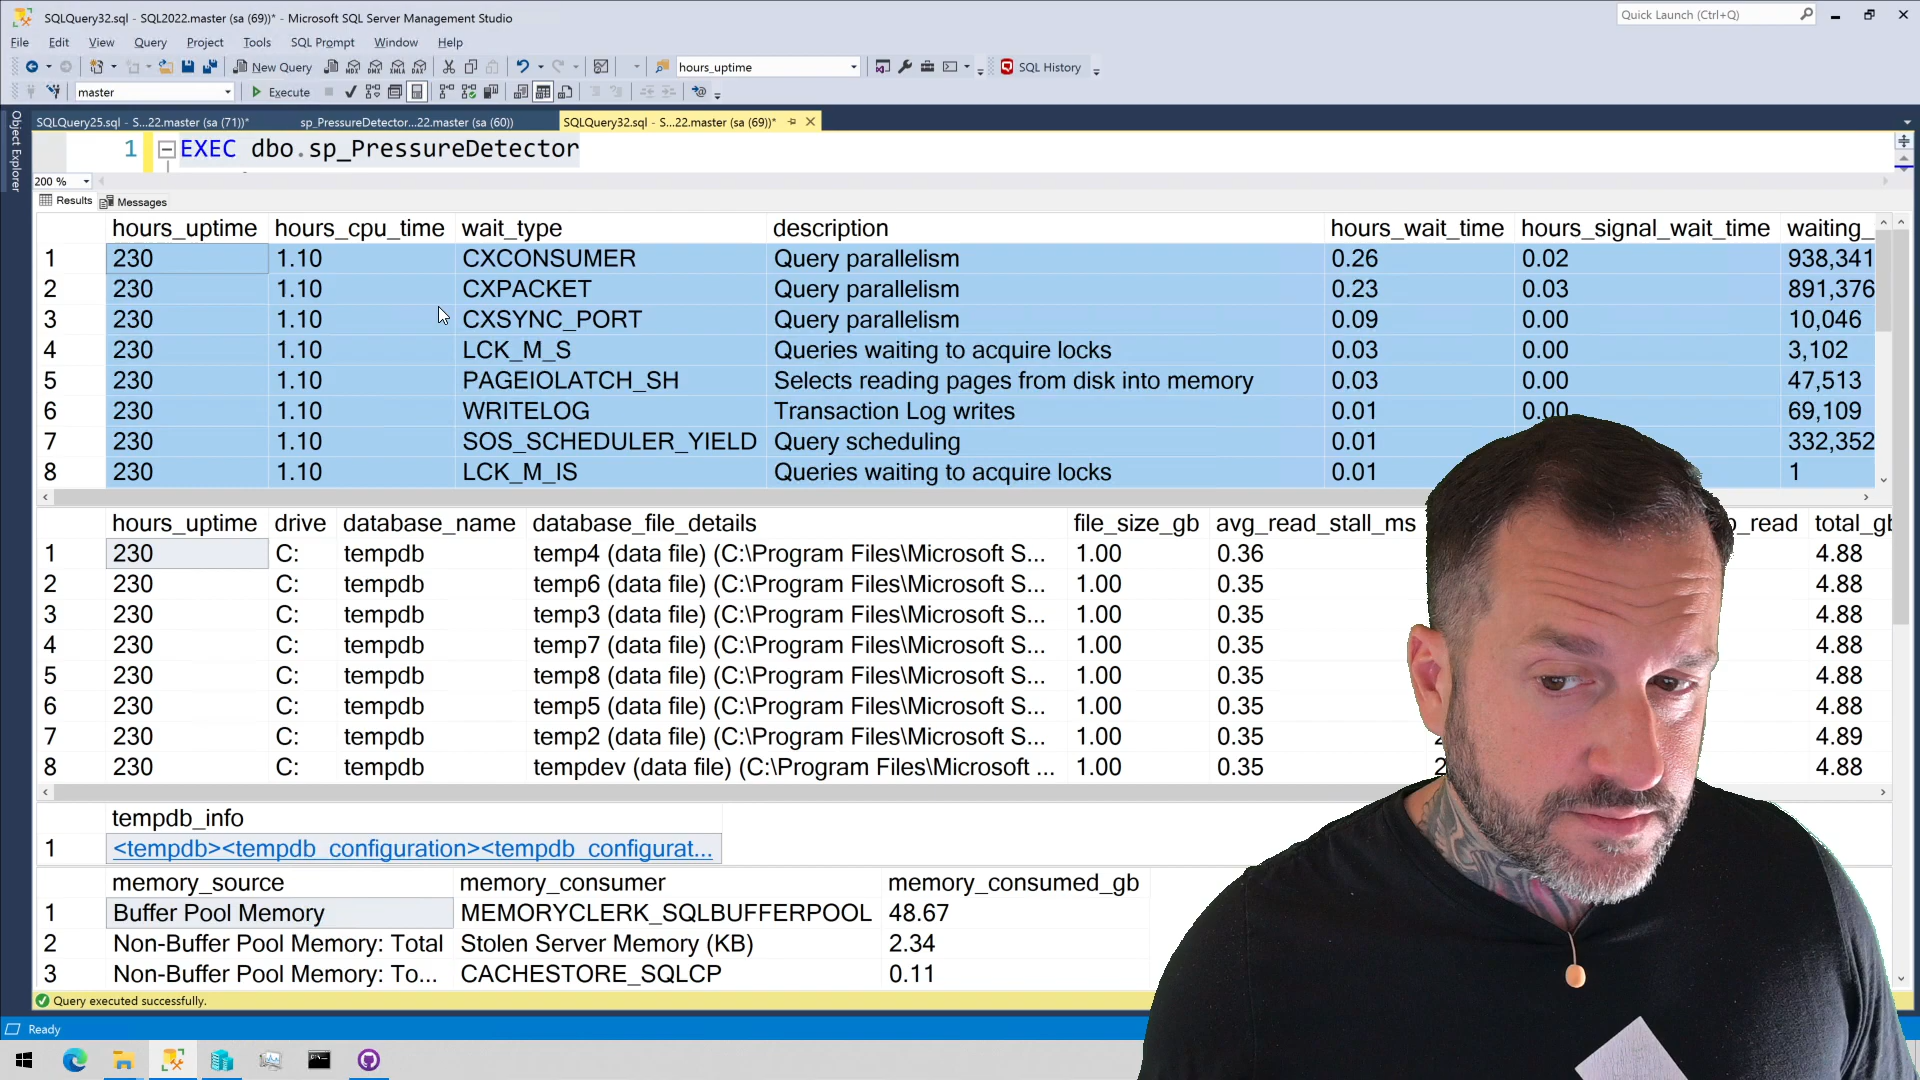 SQLQuery32.sql - SQL2022.master (sa (69))* - Microsoft SQL Server Management Studio
Quick Launch (Ctrl+Q)
File Edit View Query Project Tools SQL Prompt Window Help
New Query MDX DMX XMLA DAX hours_uptime SQL History
master Execute
SQLQuery25.sql - S...22.master (sa (71))* sp_PressureDetector...22.master (sa (60)) SQLQuery32.sql - S...22.master (sa (69))*
Object Explorer
1 EXEC dbo.sp_PressureDetector
200 %
Results Messages
hours_uptime hours_cpu_time wait_type description hours_wait_time hours_signal_wait_time waiting_
1 230 1.10 CXCONSUMER Query parallelism 0.26 0.02 938,341
2 230 1.10 CXPACKET Query parallelism 0.23 0.03 891,376
3 230 1.10 CXSYNC_PORT Query parallelism 0.09 0.00 10,046
4 230 1.10 LCK_M_S Queries waiting to acquire locks 0.03 0.00 3,102
5 230 1.10 PAGEIOLATCH_SH Selects reading pages from disk into memory 0.03 0.00 47,513
6 230 1.10 WRITELOG Transaction Log writes 0.01 0.00 69,109
7 230 1.10 SOS_SCHEDULER_YIELD Query scheduling 0.01 332,352
8 230 1.10 LCK_M_IS Queries waiting to acquire locks 0.01 1
hours_uptime drive database_name database_file_details file_size_gb avg_read_stall_ms _read total_gb
1 230 C: tempdb temp4 (data file) (C:\Program Files\Microsoft S... 1.00 0.36 4.88
2 230 C: tempdb temp6 (data file) (C:\Program Files\Microsoft S... 1.00 0.35 4.88
3 230 C: tempdb temp3 (data file) (C:\Program Files\Microsoft S... 1.00 0.35 4.88
4 230 C: tempdb temp7 (data file) (C:\Program Files\Microsoft S... 1.00 0.35 4.88
5 230 C: tempdb temp8 (data file) (C:\Program Files\Microsoft S... 1.00 0.35 4.88
6 230 C: tempdb temp5 (data file) (C:\Program Files\Microsoft S... 1.00 0.35 4.88
7 230 C: tempdb temp2 (data file) (C:\Program Files\Microsoft S... 1.00 0.35 4.89
8 230 C: tempdb tempdev (data file) (C:\Program Files\Microsoft ... 1.00 0.35 2 4.88
tempdb_info
1 <tempdb><tempdb_configuration><tempdb_configurat...
memory_source memory_consumer memory_consumed_gb
1 Buffer Pool Memory MEMORYCLERK_SQLBUFFERPOOL 48.67
2 Non-Buffer Pool Memory: Total Stolen Server Memory (KB) 2.34
3 Non-Buffer Pool Memory: To... CACHESTORE_SQLCP 0.11
Query executed successfully.
Ready